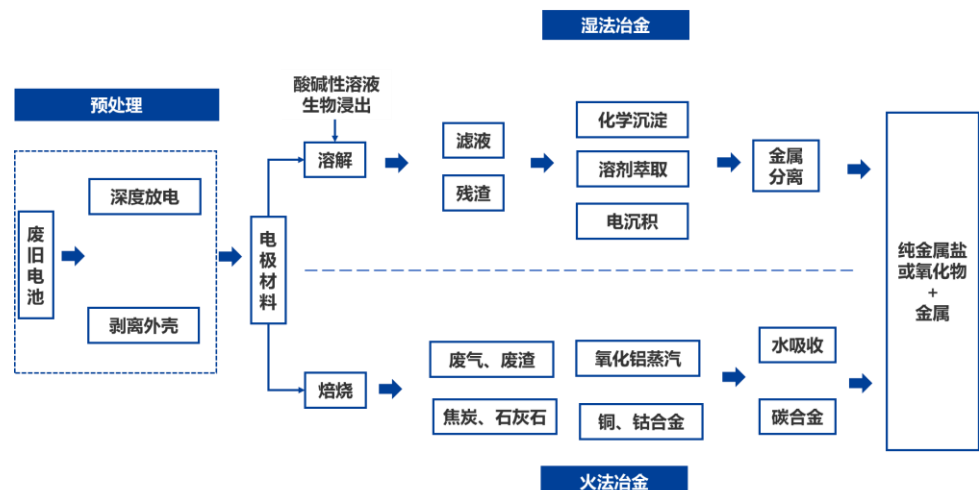 湿法冶金
预处理
酸碱性溶液
生物浸出
溶解
滤液
残渣
化学沉淀
溶剂萃取
电沉积
金属
分离
深度放电
废
旧
电
池
剥离外壳
电
极
材
料
纯金属盐
或氧化物
+
金属
焙烧
废气、废渣
焦炭、石灰石
氧化铝蒸汽
铜、钴合金
水吸收
碳合金
火法冶金